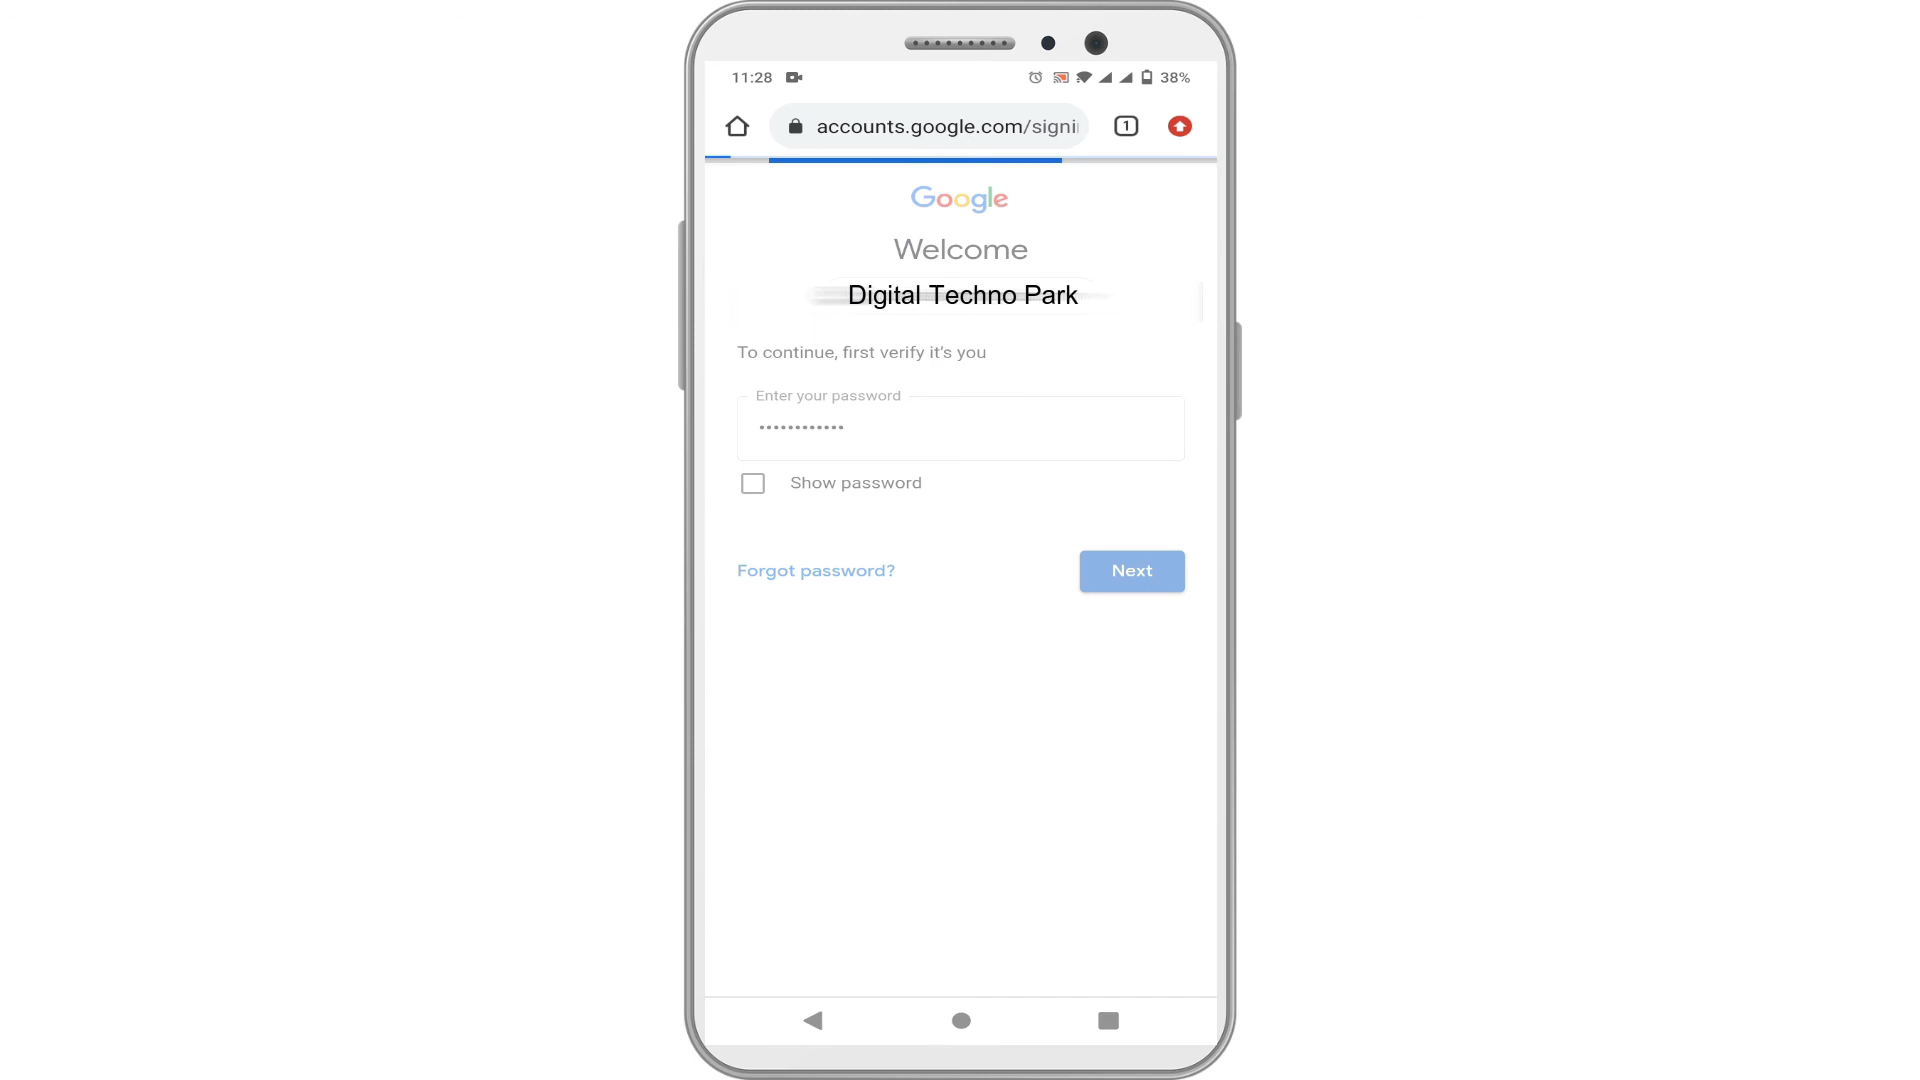 11:28
38%
accounts.google.com/signi
1
Google
Welcome
Digital Techno Park
To continue, first verify it’s you
Enter your password
••••••••••••
Show password
Forgot password?
Next